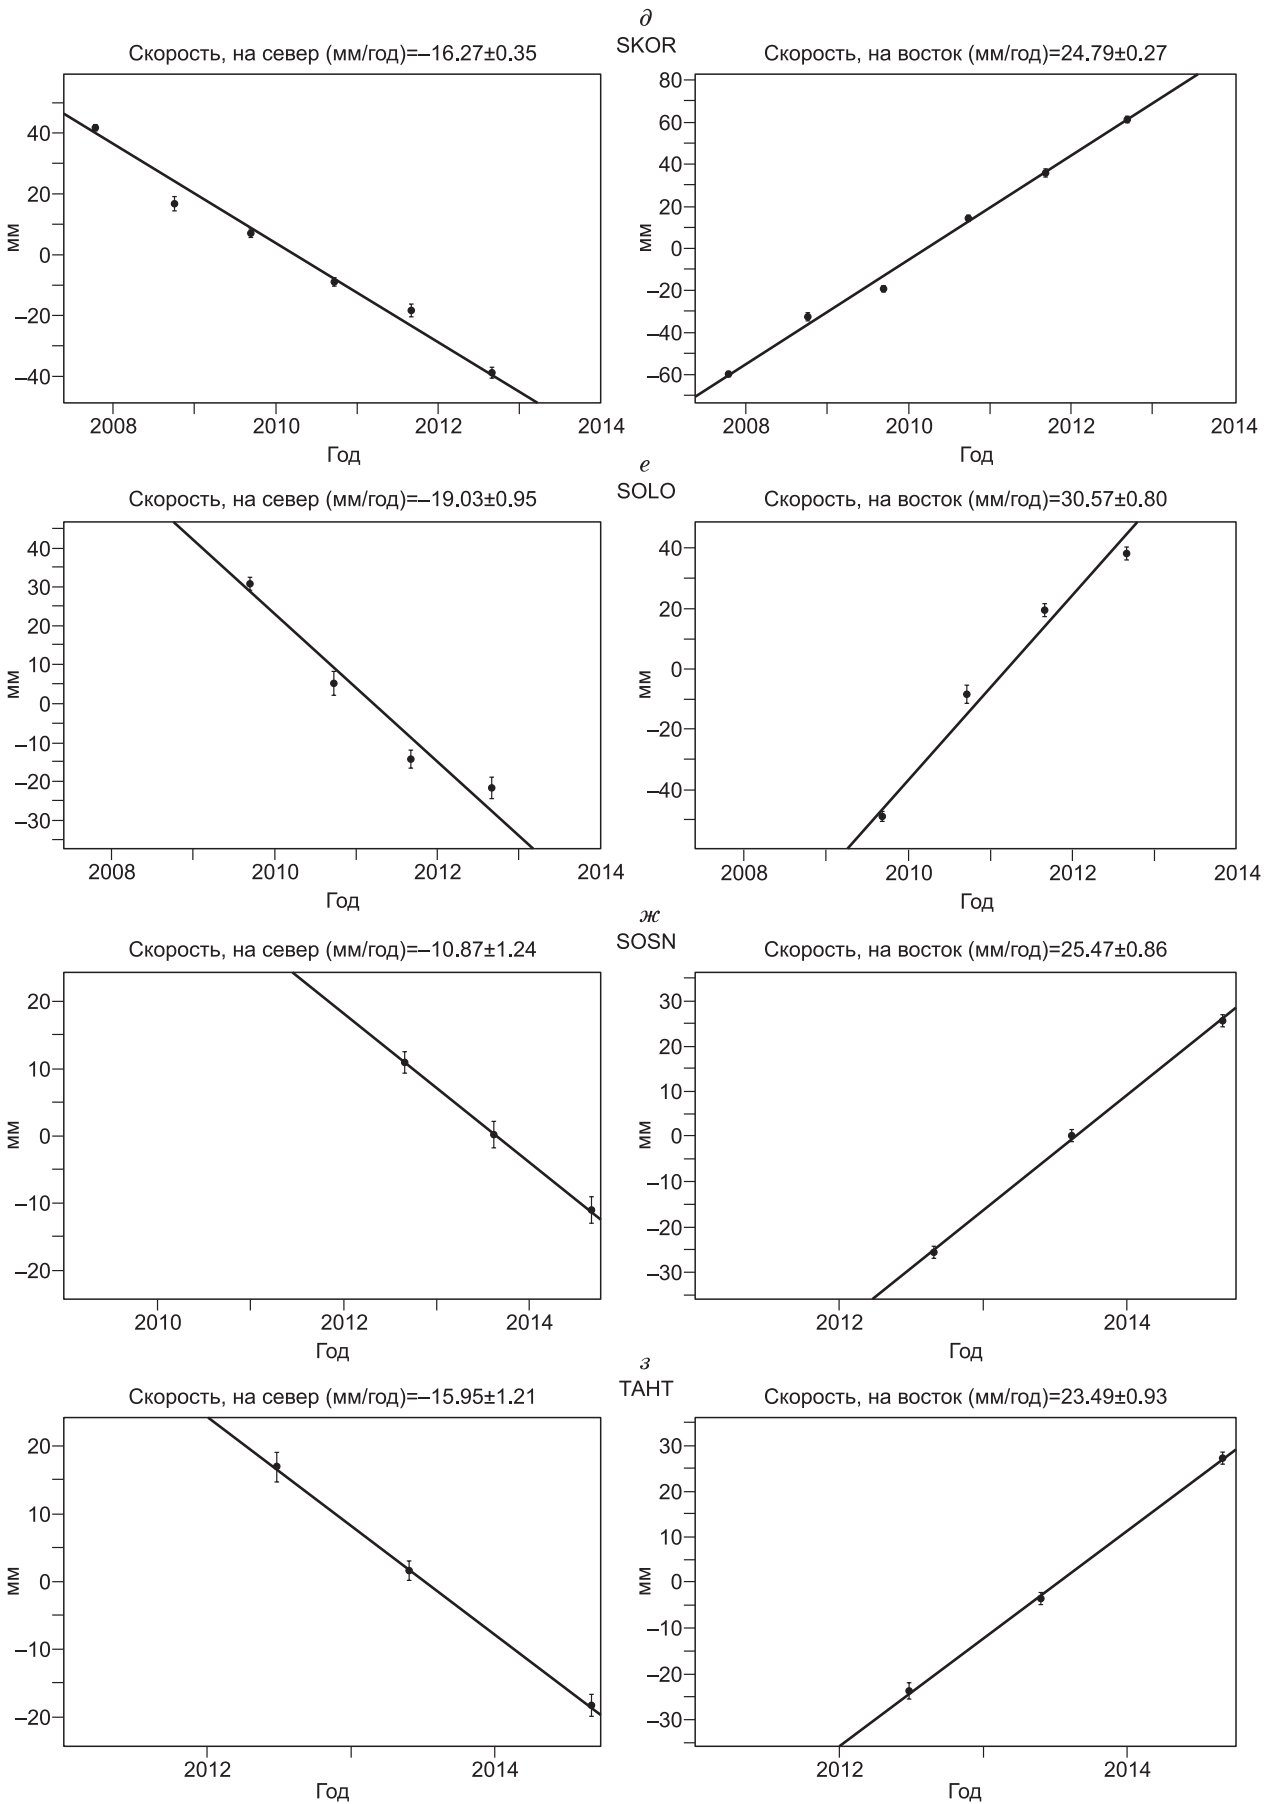 д
SKOR
Скорость, на север (мм/год)=–16.27±0.35
Скорость, на восток (мм/год)=24.79±0.27
40
20
0
–20
–40
мм
2008
2010
2012
2014
Год
80
60
40
20
0
–20
–40
–60
мм
2008
2010
2012
2014
Год
е
SOLO
Скорость, на север (мм/год)=–19.03±0.95
Скорость, на восток (мм/год)=30.57±0.80
40
30
20
10
0
–10
–20
–30
мм
2008
2010
2012
2014
Год
40
20
0
–20
–40
мм
2008
2010
2012
2014
Год
ж
SOSN
Скорость, на север (мм/год)=–10.87±1.24
Скорость, на восток (мм/год)=25.47±0.86
20
10
0
–10
–20
мм
2010
2012
2014
Год
30
20
10
0
–10
–20
–30
мм
2012
2014
Год
з
TAHT
Скорость, на север (мм/год)=–15.95±1.21
Скорость, на восток (мм/год)=23.49±0.93
20
10
0
–10
–20
мм
2012
2014
Год
30
20
10
0
–10
–20
–30
мм
2012
2014
Год